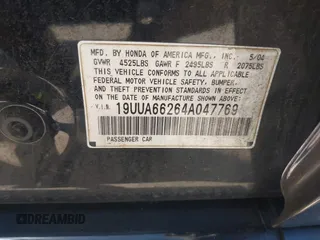 MFD. BY HONDA OF AMERICA MFG., INC. 5/04
GVWR 4525LBS GAWR F 2495LBS R 2075LBS
THIS VEHICLE CONFORMS TO ALL APPLICABLE
FEDERAL MOTOR VEHICLE SAFETY, BUMPER,
AND THEFT PREVENTION STANDARDS IN EFFECT
ON THE DATE OF MANUFACTURE SHOWN ABOVE.
V.I.N. 19UUA66264A047769
PASSENGER CAR
DREAMBID